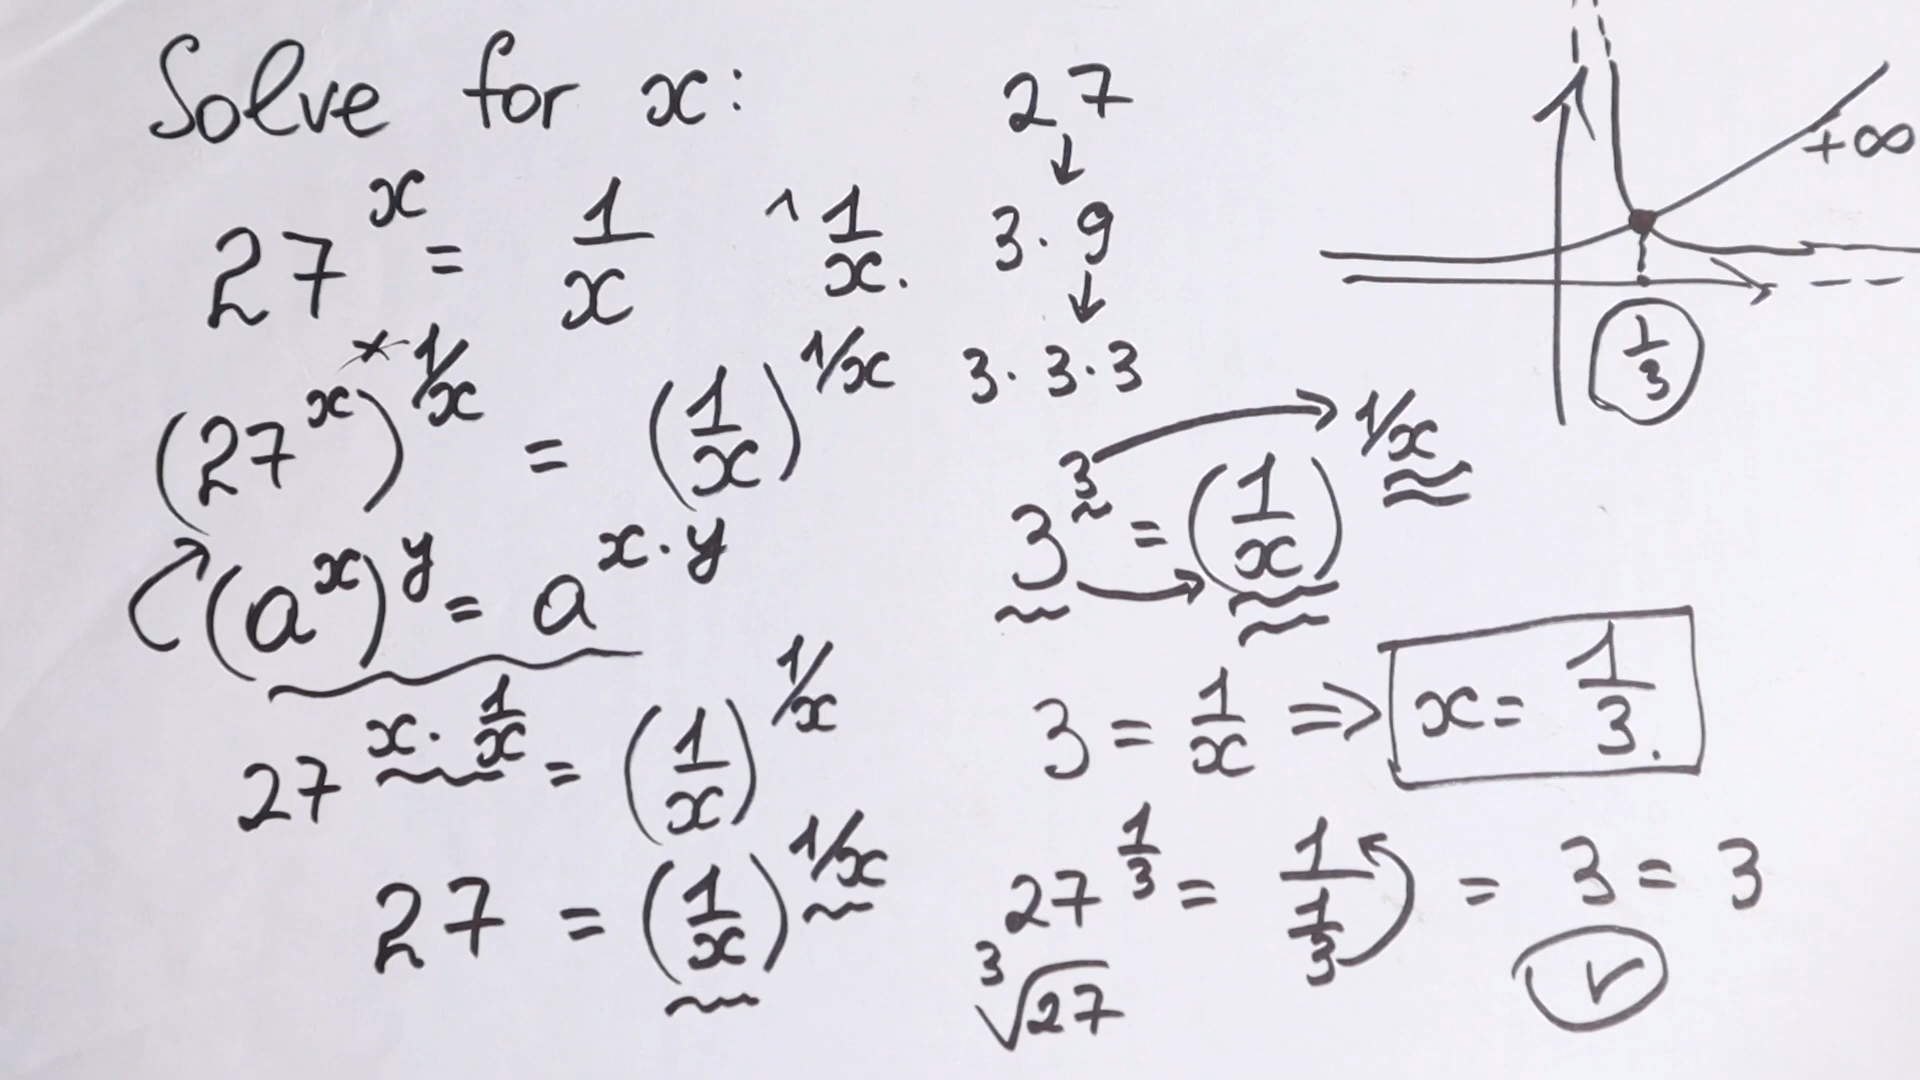 Solve for x:
27^x = 1/x   ^ 1/x.
(27^x)^1/x = (1/x)^1/x
(a^x)^y = a^x·y
27^x·1/x = (1/x)^1/x
27 = (1/x)^1/x
27
↓
3·9
↓
3·3·3
3^3 = (1/x)^1/x
3 = 1/x ⇒ x = 1/3.
27^1/3 = 1/(1/3) = 3 = 3
∛27
✓
+∞
1/3